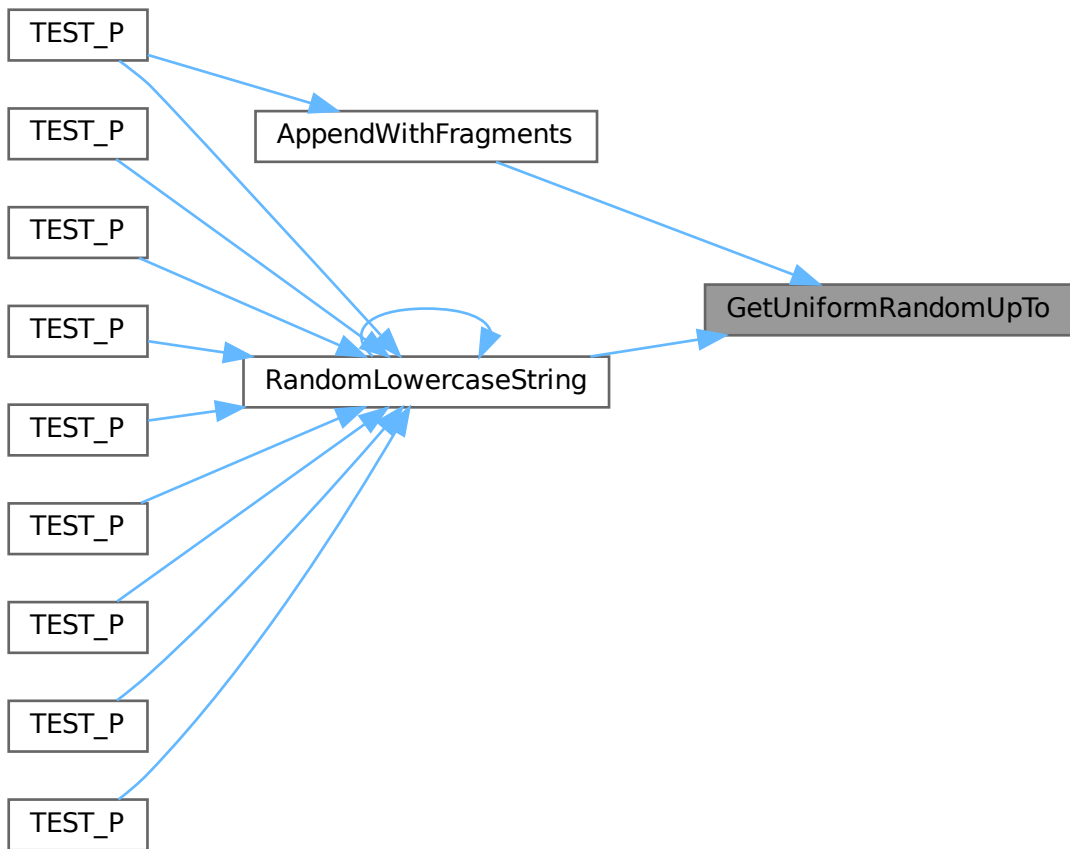 TEST_P
AppendWithFragments
TEST_P
TEST_P
GetUniformRandomUpTo
TEST_P
RandomLowercaseString
TEST_P
TEST_P
TEST_P
TEST_P
TEST_P